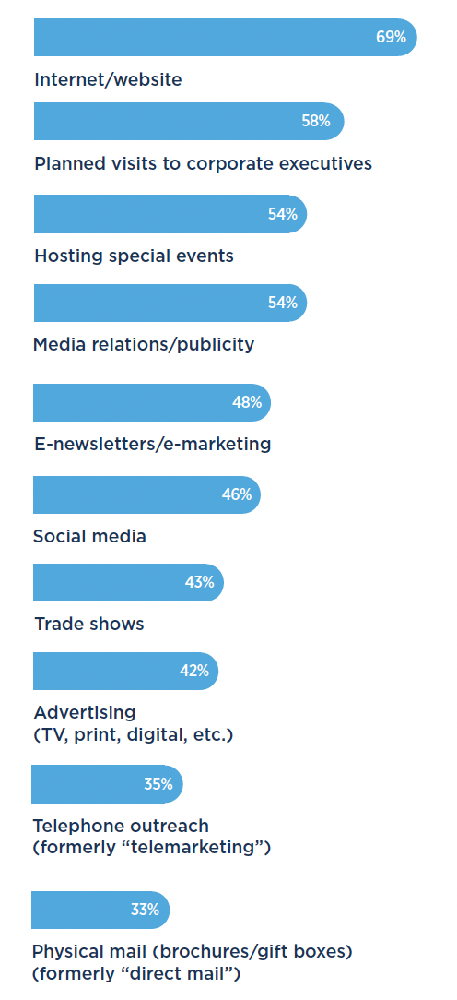 69%
Internet/website
58%
Planned visits to corporate executives
54%
Hosting special events
54%
Media relations/publicity
48%
E-newsletters/e-marketing
46%
Social media
43%
Trade shows
42%
Advertising
(TV, print, digital, etc.)
35%
Telephone outreach
(formerly “telemarketing”)
33%
Physical mail (brochures/gift boxes)
(formerly “direct mail”)